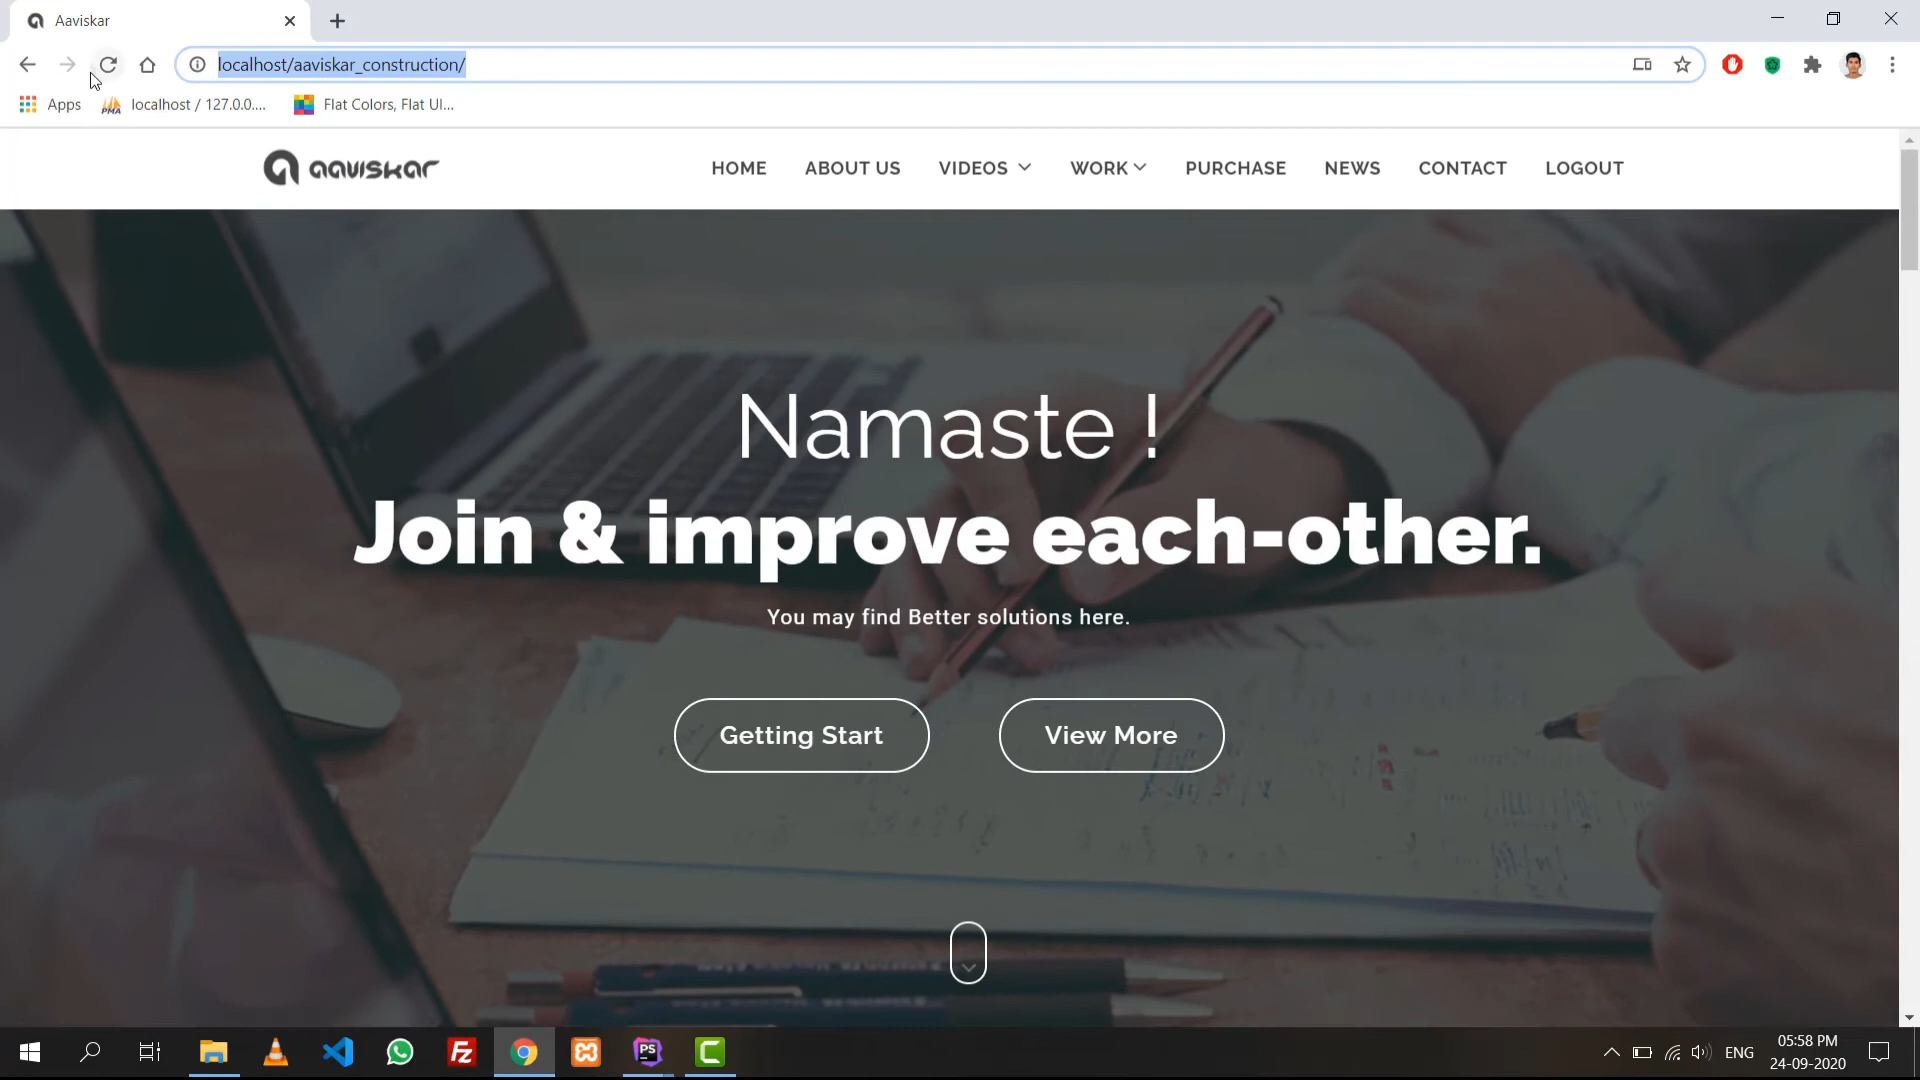 Aaviskar
localhost/aaviskar_construction/
Apps
localhost / 127.0.0....
Flat Colors, Flat UI...
aaviskar
HOME
ABOUT US
VIDEOS
WORK
PURCHASE
NEWS
CONTACT
LOGOUT
Namaste !
Join & improve each-other.
You may find Better solutions here.
Getting Start
View More
ENG
05:58 PM
24-09-2020